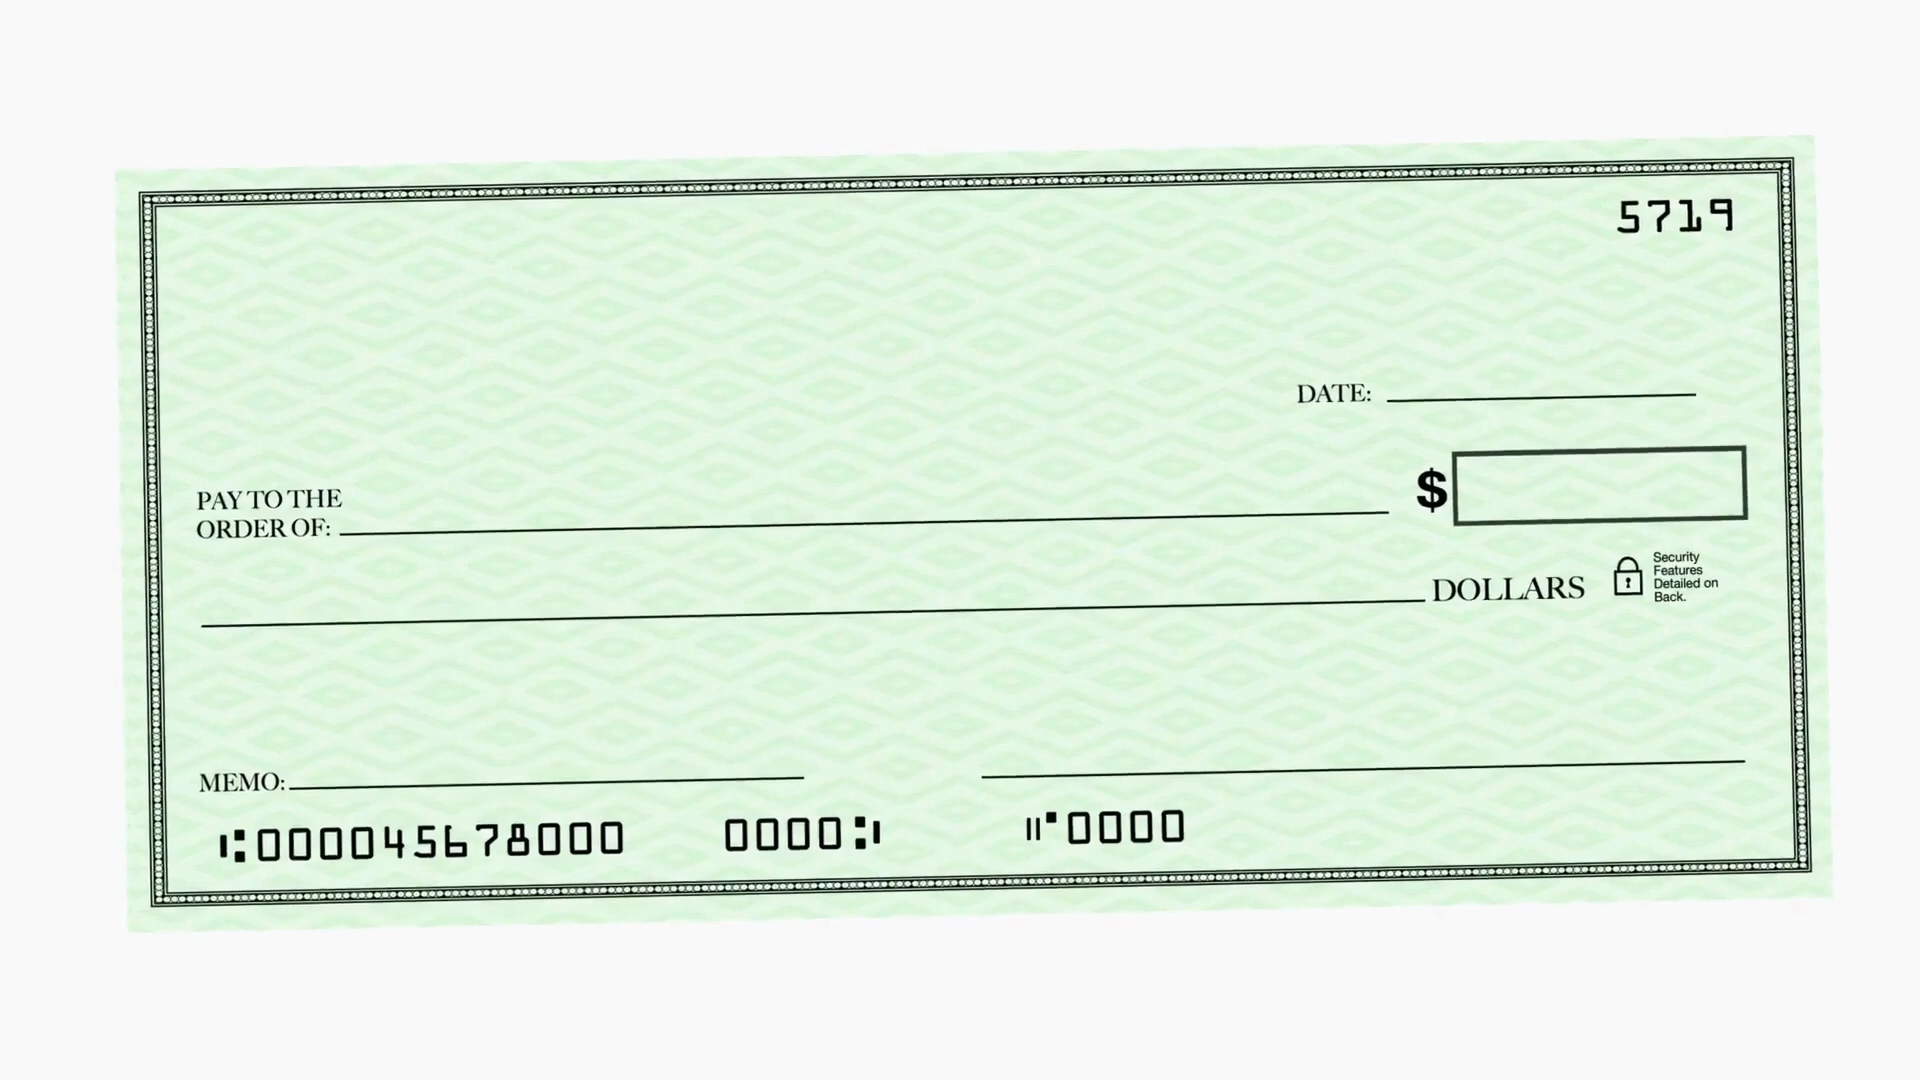 5719
DATE:
PAY TO THE
ORDER OF:
$
DOLLARS
Security
Features
Detailed on
Back.
MEMO:
⑆000045678000 0000⑆ ⑈0000